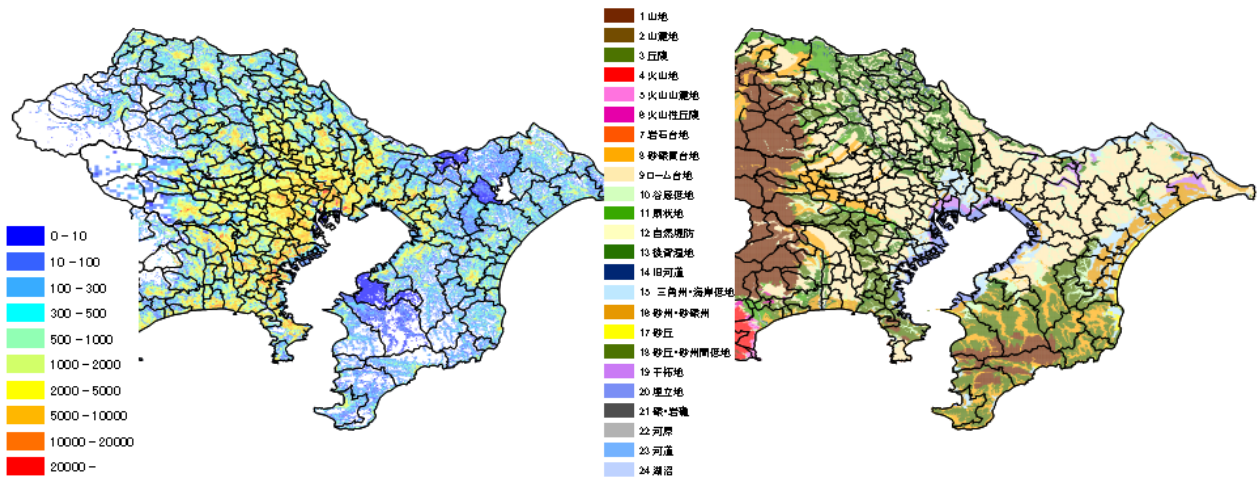 0-10
10-100
100-300
300-500
500-1000
1000-2000
2000-5000
5000-10000
10000-20000
20000-
1 山地
2 山麓地
3 丘陵
4 火山地
5 火山山麓地
6 火山性丘陵
7 岩石台地
8 砂礫質台地
9 ローム台地
10 谷底低地
11 扇状地
12 自然堤防
13 後背湿地
14 旧河道
15 三角州・海岸低地
16 砂州・砂礫州
17 砂丘
18 砂丘・砂州間低地
19 干拓地
20 埋立地
21 礫・岩礁
22 河原
23 河道
24 湖沼